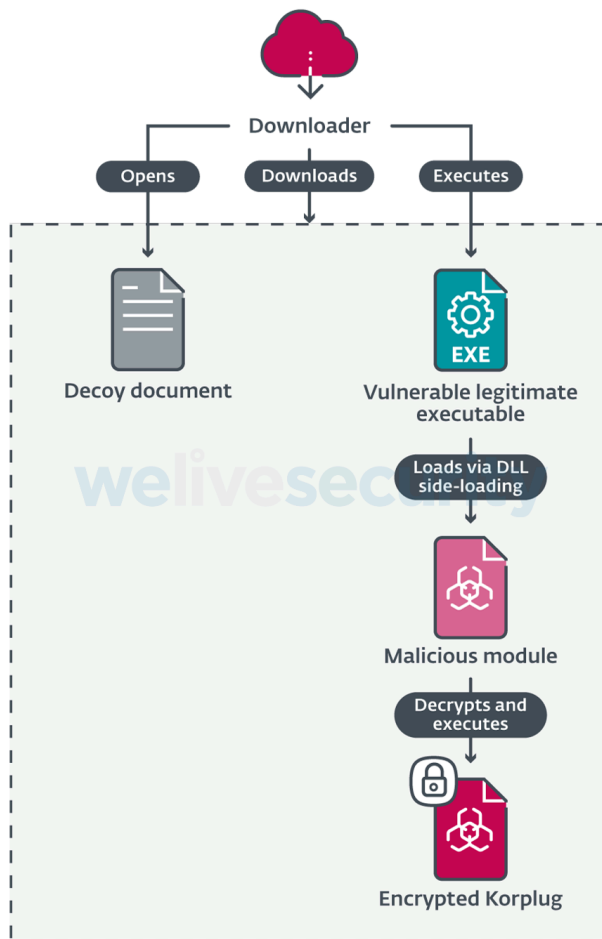 Downloader
Opens
Downloads
Executes
EXE
Decoy document
Vulnerable legitimate
executable
welivesecurity
Loads via DLL
side-loading
Malicious module
Decrypts and
executes
Encrypted Korplug